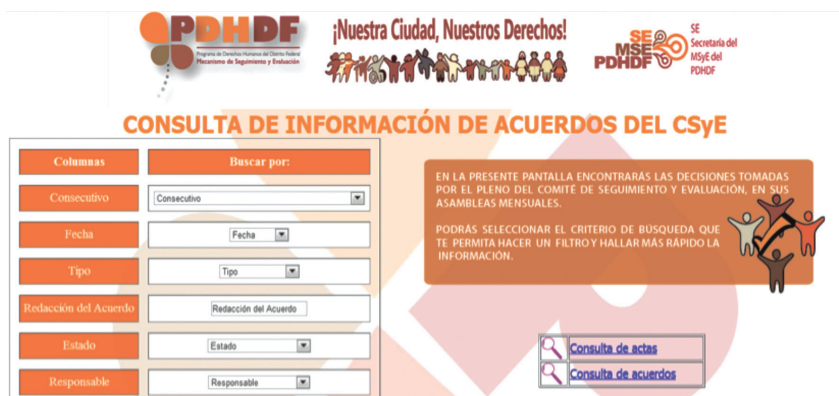 PDHDF
Programa de Derechos Humanos del Distrito Federal
Mecanismo de Seguimiento y Evaluación
¡Nuestra Ciudad, Nuestros Derechos!
SE
MSE
PDHDF
SE
Secretaría del
MSyE del
PDHDF
CONSULTA DE INFORMACIÓN DE ACUERDOS DEL CSyE
Columnas
Buscar por:
Consecutivo
Consecutivo
Fecha
Fecha
Tipo
Tipo
Redacción del Acuerdo
Redacción del Acuerdo
Estado
Estado
Responsable
Responsable
EN LA PRESENTE PANTALLA ENCONTRARÁS LAS DECISIONES TOMADAS
POR EL PLENO DEL COMITÉ DE SEGUIMIENTO Y EVALUACIÓN, EN SUS
ASAMBLEAS MENSUALES.
PODRÁS SELECCIONAR EL CRITERIO DE BÚSQUEDA QUE
TE PERMITA HACER UN FILTRO Y HALLAR MÁS RÁPIDO LA
INFORMACIÓN.
Consulta de actas
Consulta de acuerdos